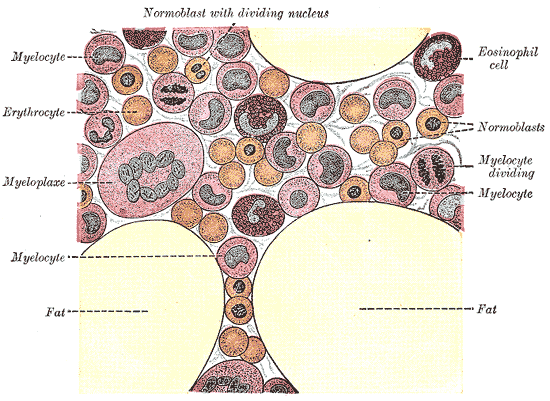 Normoblast with dividing nucleus
Myelocyte
Eosinophil
cell
Erythrocyte
Normoblasts
Myelocyte
dividing
Myeloplaxe
Myelocyte
Myelocyte
Fat
Fat